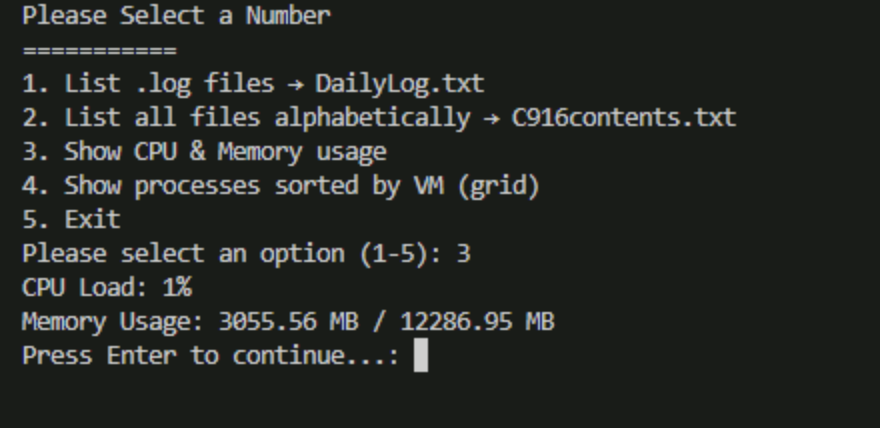 Please Select a Number
===========
1. List .log files → DailyLog.txt
2. List all files alphabetically → C916contents.txt
3. Show CPU & Memory usage
4. Show processes sorted by VM (grid)
5. Exit
Please select an option (1-5): 3
CPU Load: 1%
Memory Usage: 3055.56 MB / 12286.95 MB
Press Enter to continue...: